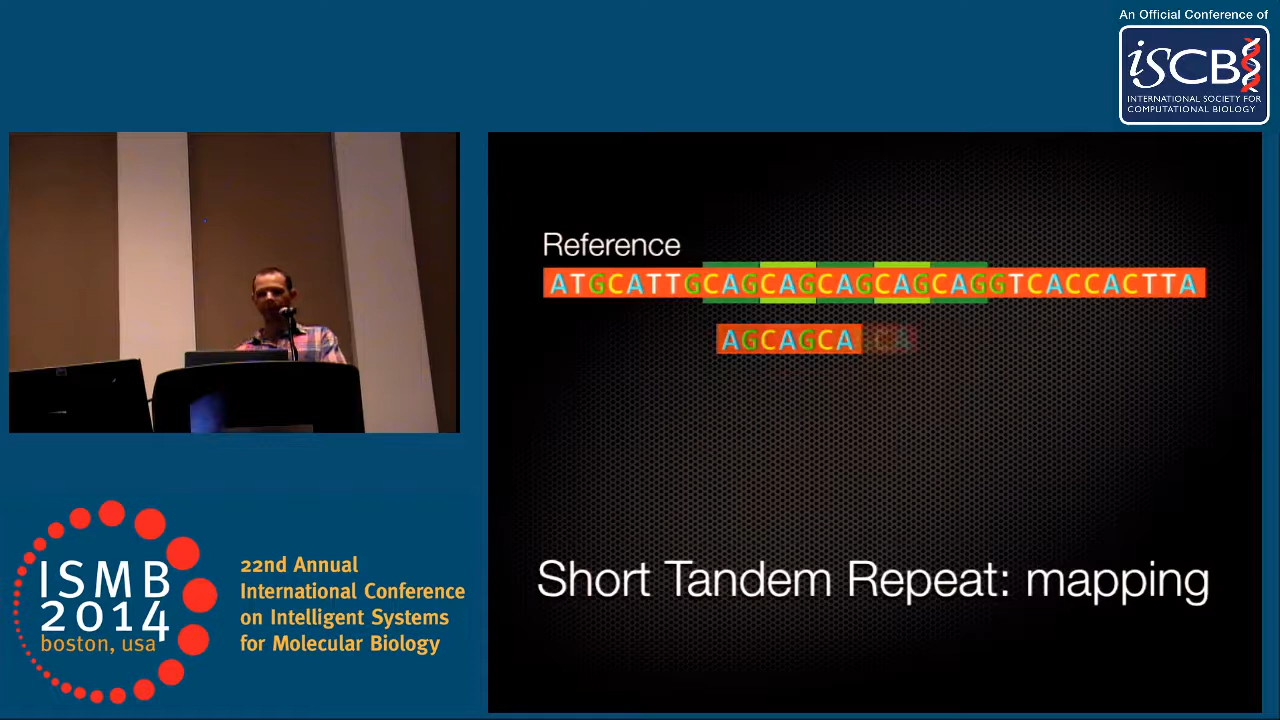 An Official Conference of
iSCB
INTERNATIONAL SOCIETY FOR
COMPUTATIONAL BIOLOGY
Reference
ATGCATTGCAGCAGCAGCAGCAGGTCACCACTTA
AGCAGCAGCA
Short Tandem Repeat: mapping
ISMB
2014
boston, usa
22nd Annual
International Conference
on Intelligent Systems
for Molecular Biology